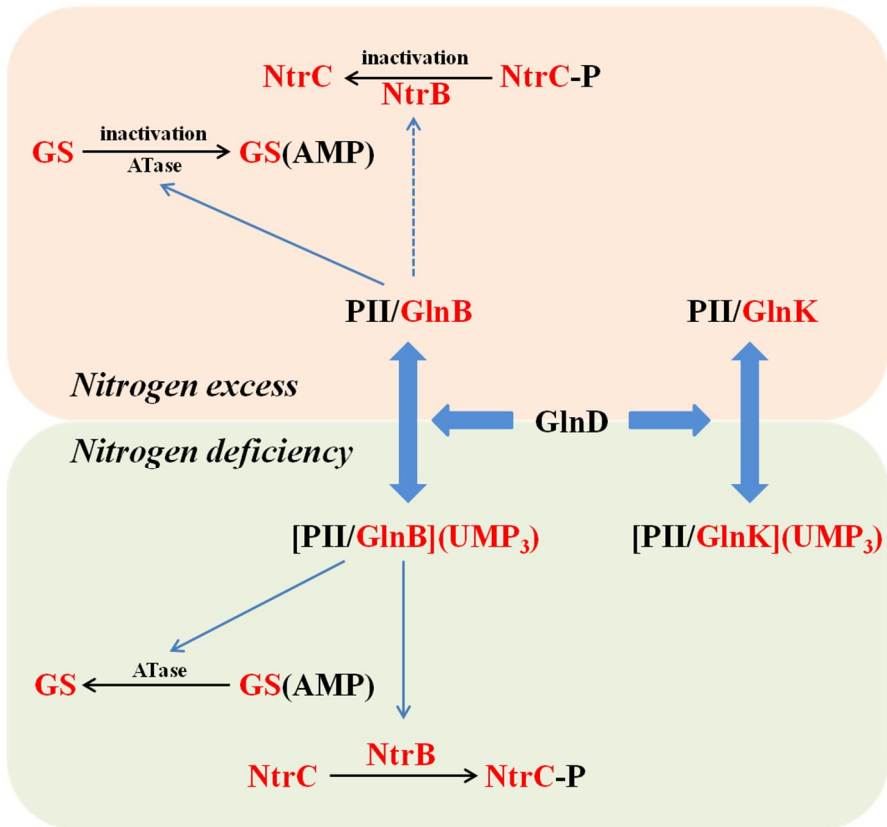 inactivation
NtrC NtrC-P
NtrB
inactivation
GS GS(AMP)
ATase
PII/GlnB PII/GlnK
Nitrogen excess
GlnD
Nitrogen deficiency
[PII/GlnB](UMP₃) [PII/GlnK](UMP₃)
ATase
GS GS(AMP)
NtrB
NtrC NtrC-P